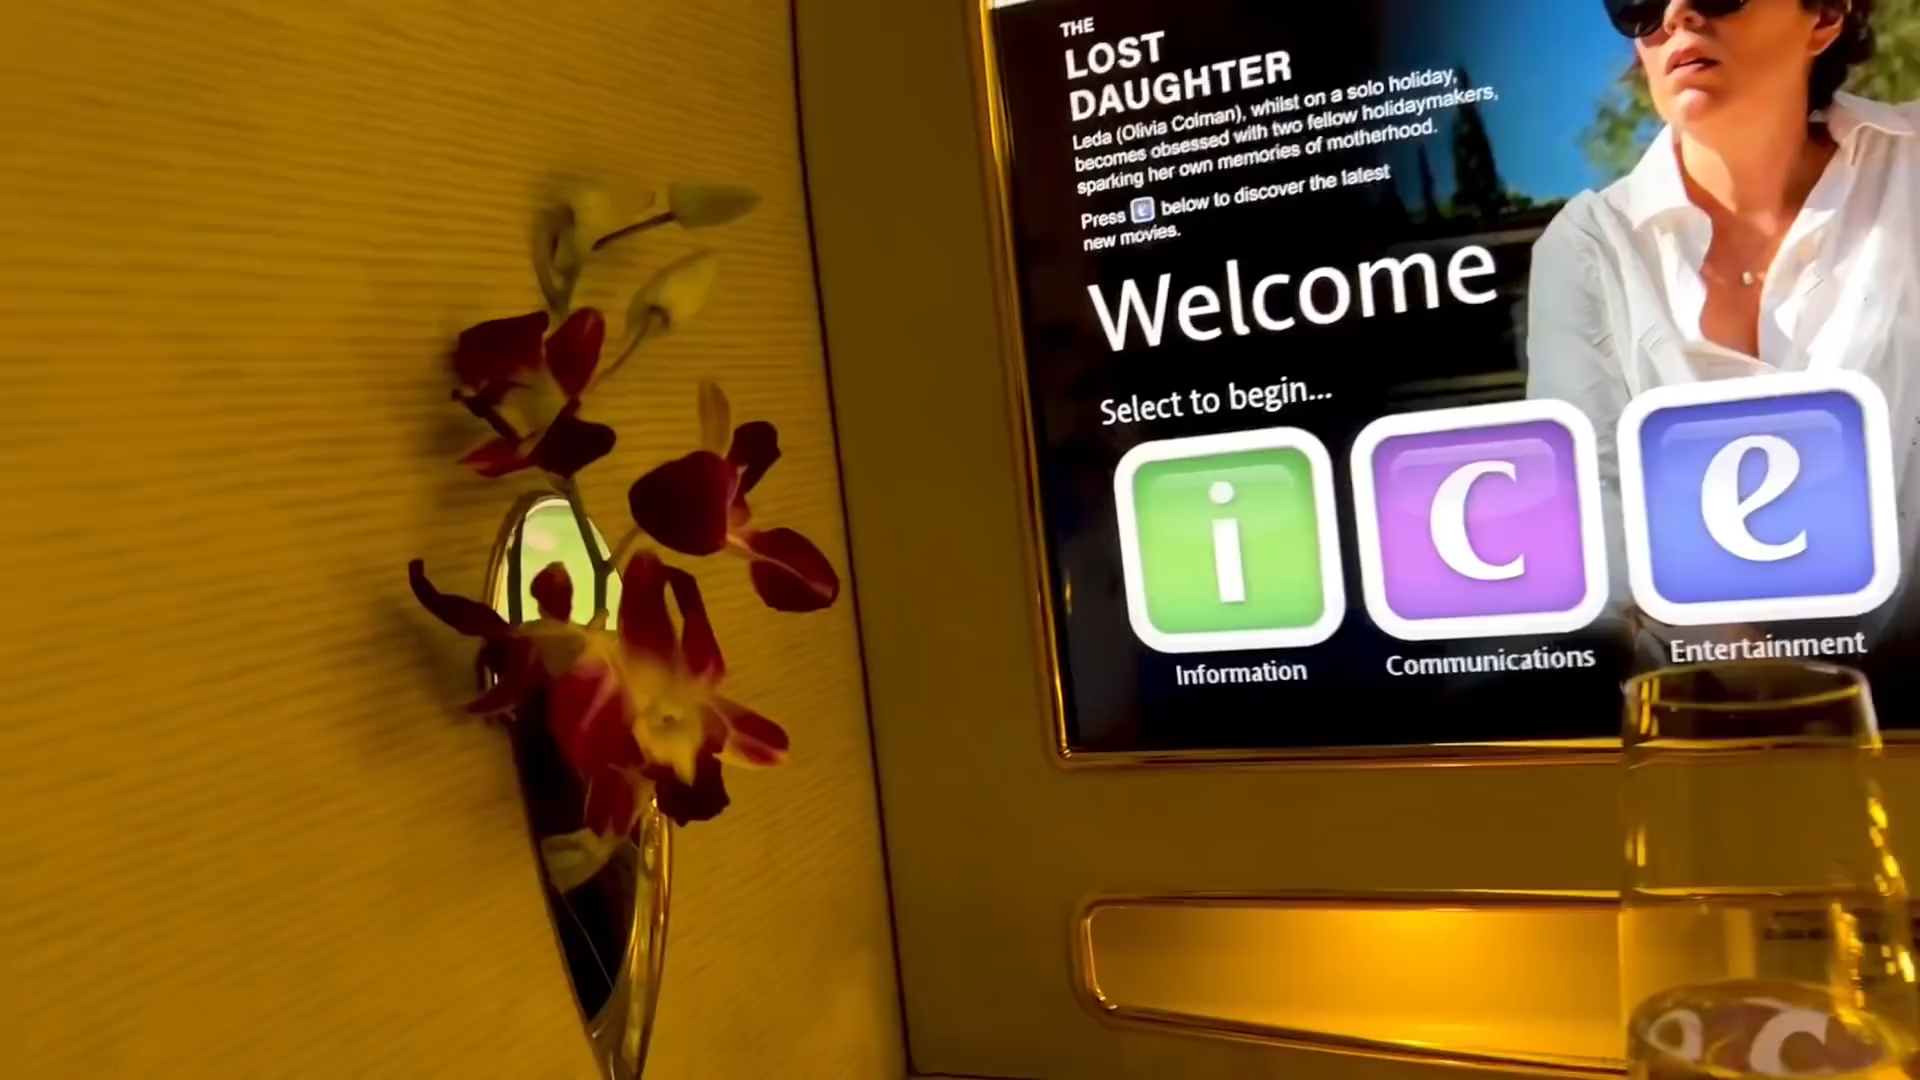 THE
LOST
DAUGHTER
Leda (Olivia Colman), whilst on a solo holiday,
becomes obsessed with two fellow holidaymakers,
sparking her own memories of motherhood.
Press e below to discover the latest
new movies.
Welcome
Select to begin...
i c e
Information Communications Entertainment